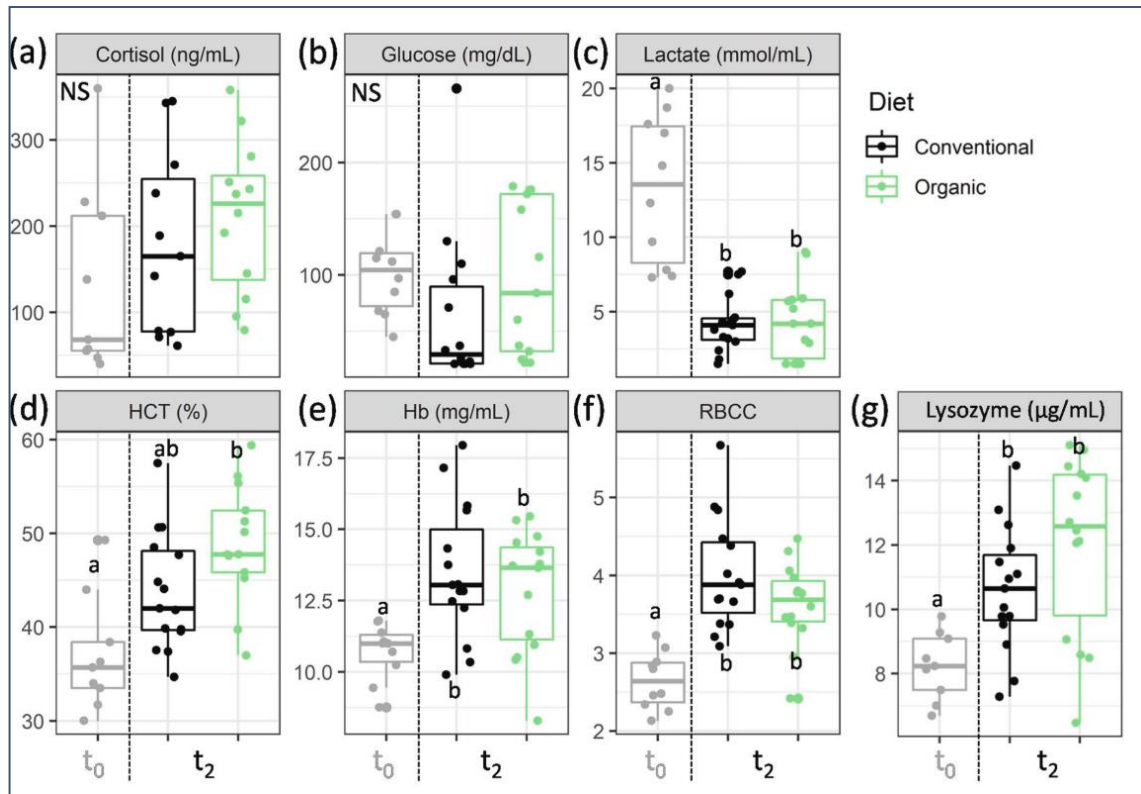 (a) Cortisol (ng/mL)
NS
300
200
100
(b) Glucose (mg/dL)
NS
200
100
(c) Lactate (mmol/mL)
20
15
10
5
a
b
b
Diet
Conventional
Organic
(d) HCT (%)
60
50
40
30
a
ab
b
t0
t2
(e) Hb (mg/mL)
17.5
15.0
12.5
10.0
a
b
b
t0
t2
(f) RBCC
5
4
3
2
a
b
b
t0
t2
(g) Lysozyme (µg/mL)
14
12
10
8
a
b
b
t0
t2